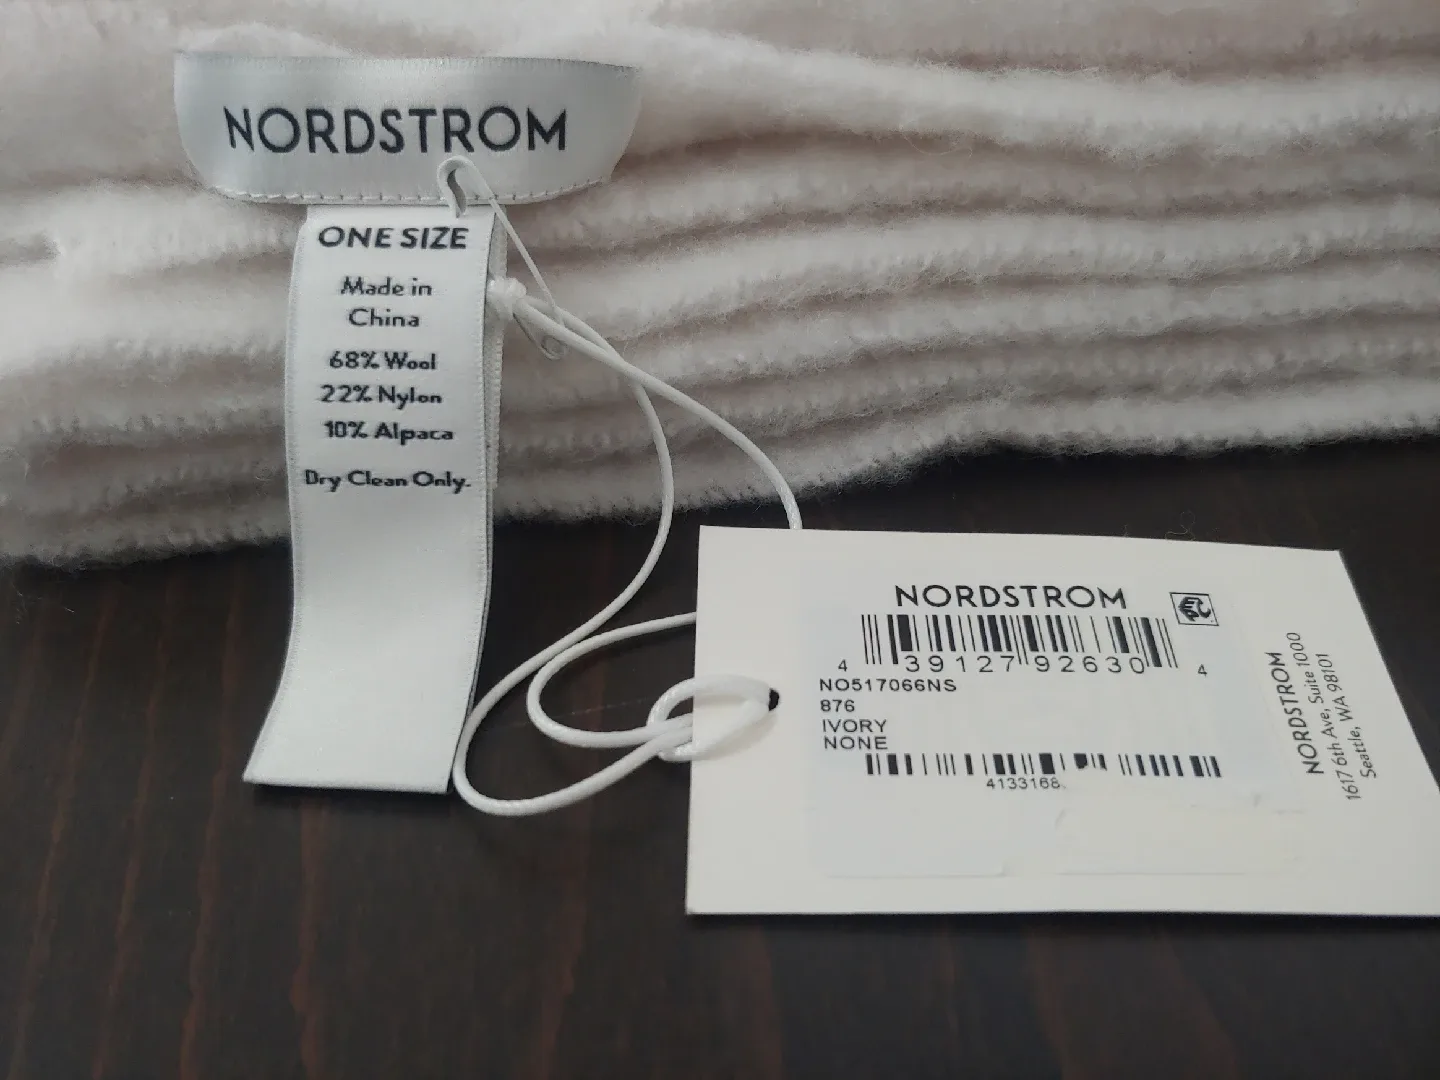 NORDSTROM
ONE SIZE
Made in
China
68% Wool
22% Nylon
10% Alpaca
Dry Clean Only.
NORDSTROM
4 39127 92630 4
NO517066NS
876
IVORY
NONE
4133168
NORDSTROM
1617 6th Ave, Suite 1000
Seattle, WA 98101